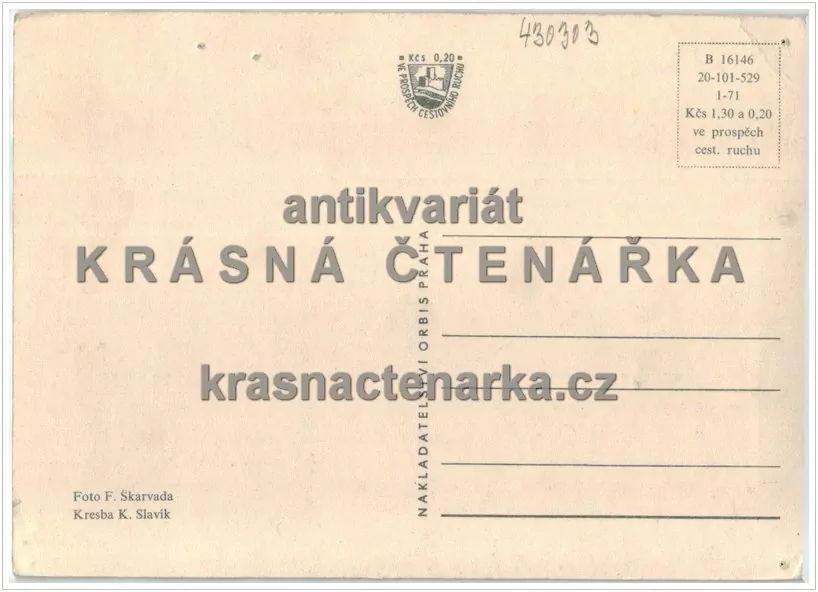 430303
Kčs 0,20
VE PROSPĚCH CESTOVNÍHO RUCHU
B 16146
20-101-529
1-71
Kčs 1,30 a 0,20
ve prospěch
cest. ruchu
antikvariát
KRÁSNÁ ČTENÁŘKA
krasnactenarka.cz
NAKLADATELSTVÍ ORBIS PRAHA
Foto F. Škarvada
Kresba K. Slavík